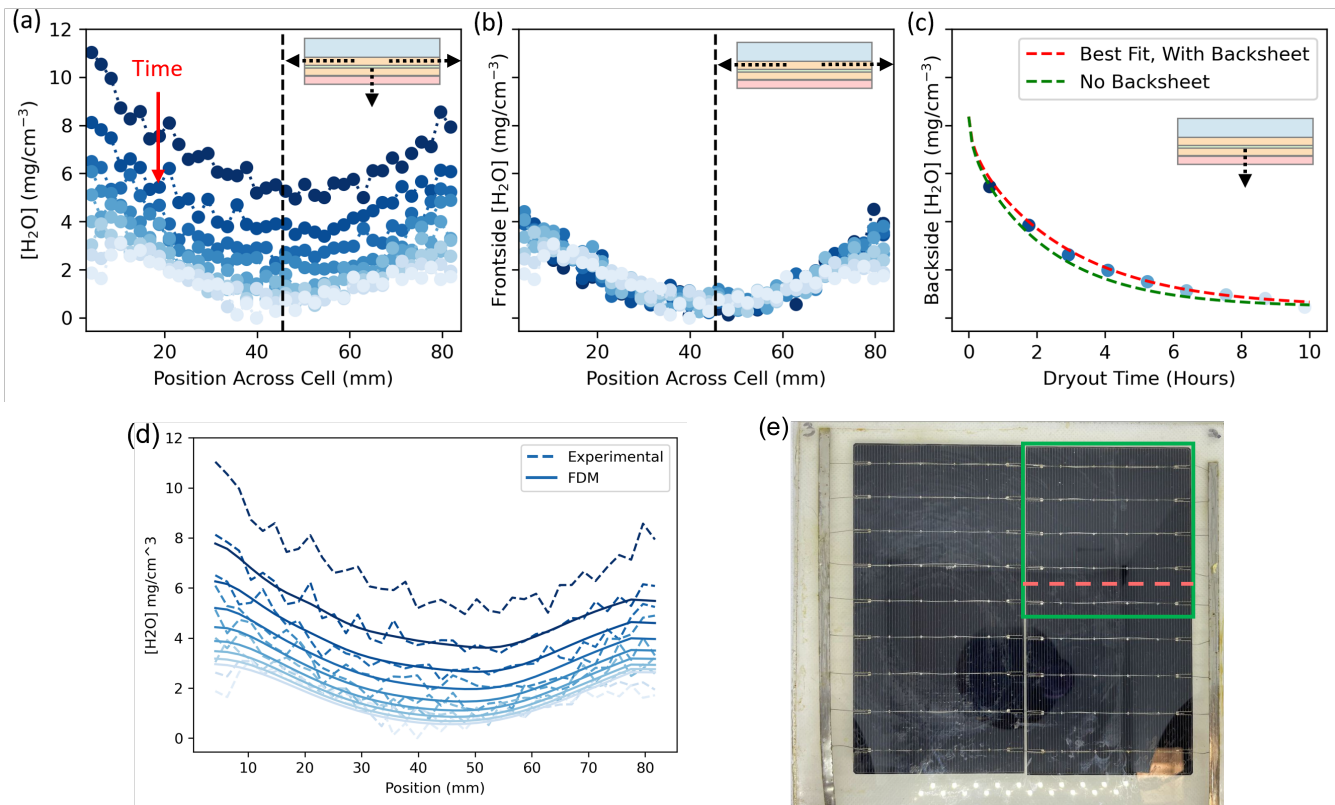 (a)
12
10
8
6
4
2
0
[H₂O] (mg/cm⁻³)
Time
20
40
60
80
Position Across Cell (mm)
(b)
Frontside [H₂O] (mg/cm⁻³)
20
40
60
80
Position Across Cell (mm)
(c)
Backside [H₂O] (mg/cm⁻³)
Best Fit, With Backsheet
No Backsheet
0
2
4
6
8
10
Dryout Time (Hours)
(d)
12
10
8
6
4
2
0
[H2O] mg/cm^3
Experimental
FDM
10
20
30
40
50
60
70
80
Position (mm)
(e)